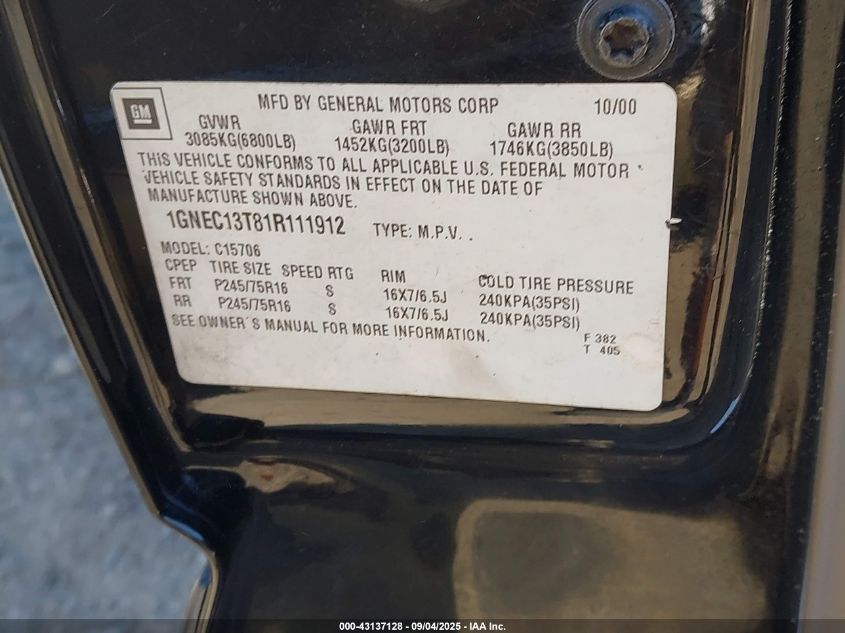 GM
MFD BY GENERAL MOTORS CORP 10/00
GVWR GAWR FRT GAWR RR
3085KG(6800LB) 1452KG(3200LB) 1746KG(3850LB)
THIS VEHICLE CONFORMS TO ALL APPLICABLE U.S. FEDERAL MOTOR
VEHICLE SAFETY STANDARDS IN EFFECT ON THE DATE OF
MANUFACTURE SHOWN ABOVE.
1GNEC13T81R111912 TYPE: M.P.V.
MODEL: C15706
CPEP TIRE SIZE SPEED RTG RIM COLD TIRE PRESSURE
FRT P245/75R16 S 16X7/6.5J 240KPA(35PSI)
RR P245/75R16 S 16X7/6.5J 240KPA(35PSI)
SEE OWNER'S MANUAL FOR MORE INFORMATION.
F 382
T 405
000-43137128 - 09/04/2025 - IAA Inc.